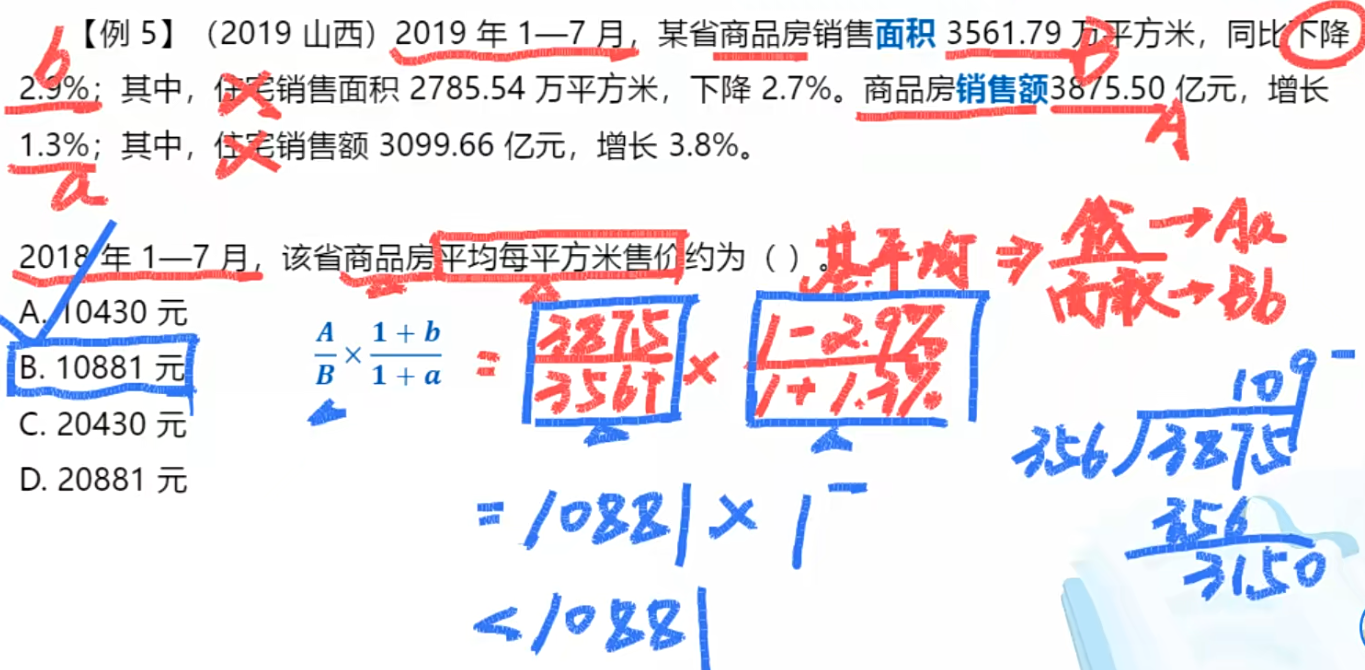 【例 5】（2019 山西）2019 年 1—7 月，某省商品房销售面积 3561.79 万平方米，同比下降
2.9%；其中，住宅销售面积 2785.54 万平方米，下降 2.7%。商品房销售额3875.50 亿元，增长
1.3%；其中，住宅销售额 3099.66 亿元，增长 3.8%。
b
B
A
a
2018 年 1—7 月，该省商品房平均每平方米售价约为（ ）。
基平均 ⇒ 钱 → Aa
面积 → Bb
A. 10430 元
B. 10881 元
C. 20430 元
D. 20881 元
A/B × (1 + b)/(1 + a) = 3875/3561 × (1 - 2.9%)/(1 + 1.3%)
= 10881 × 1⁻
< 10881
109⁻
356 3875
356
3150